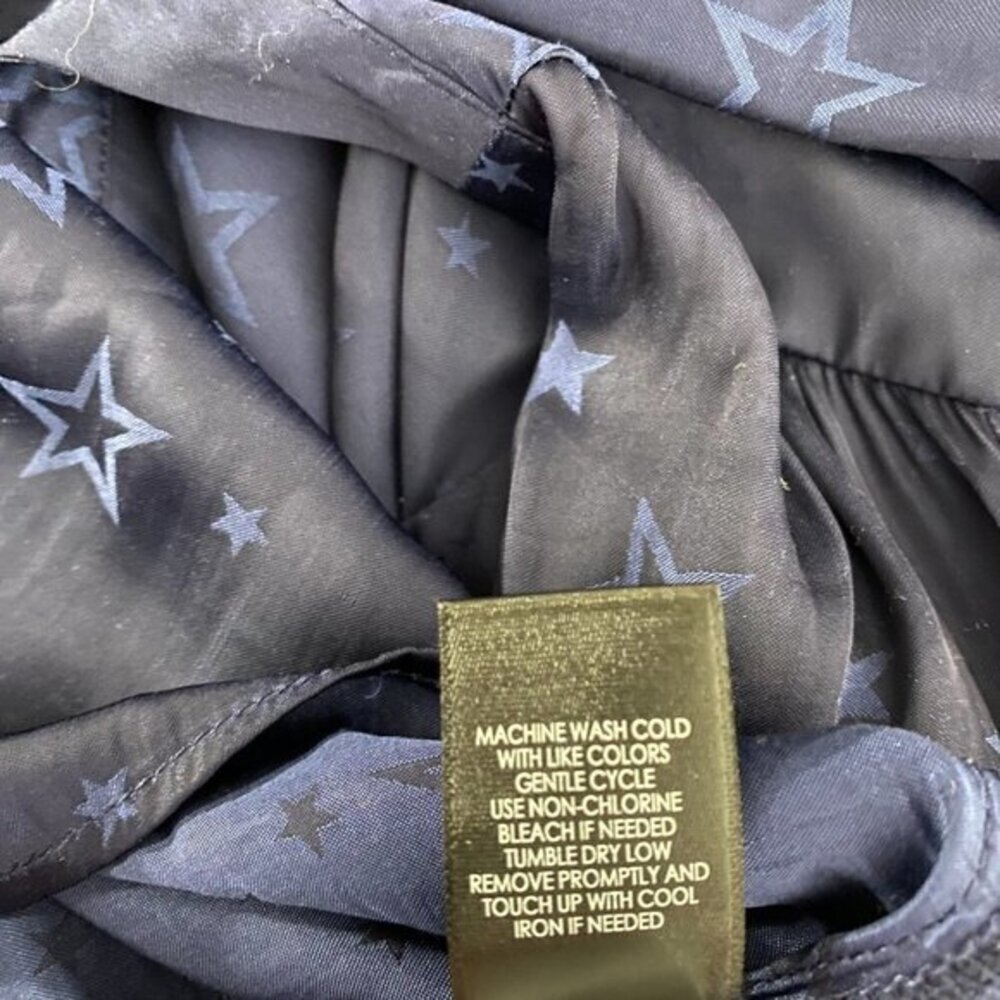 MACHINE WASH COLD
WITH LIKE COLORS
GENTLE CYCLE
USE NON-CHLORINE
BLEACH IF NEEDED
TUMBLE DRY LOW
REMOVE PROMPTLY AND
TOUCH UP WITH COOL
IRON IF NEEDED